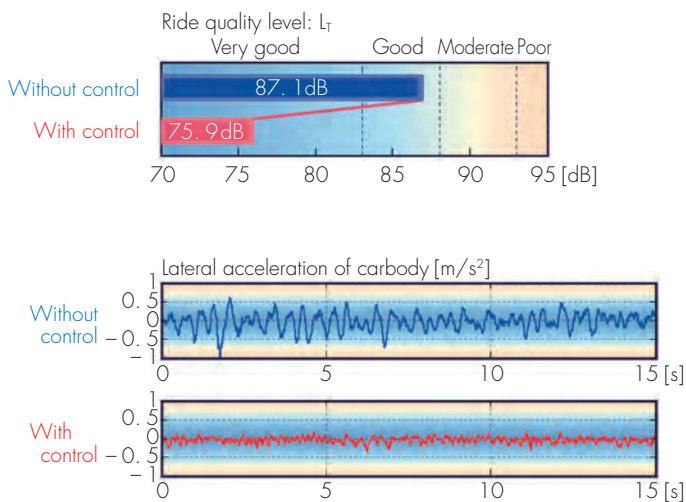 Ride quality level: L_T
Very good Good Moderate Poor
Without control 87.1dB
With control 75.9dB
70 75 80 85 90 95 [dB]
Lateral acceleration of carbody [m/s²]
1
0.5
Without 0
control −0.5
−1
0 5 10 15 [s]
1
0.5
With 0
control −0.5
−1
0 5 10 15 [s]